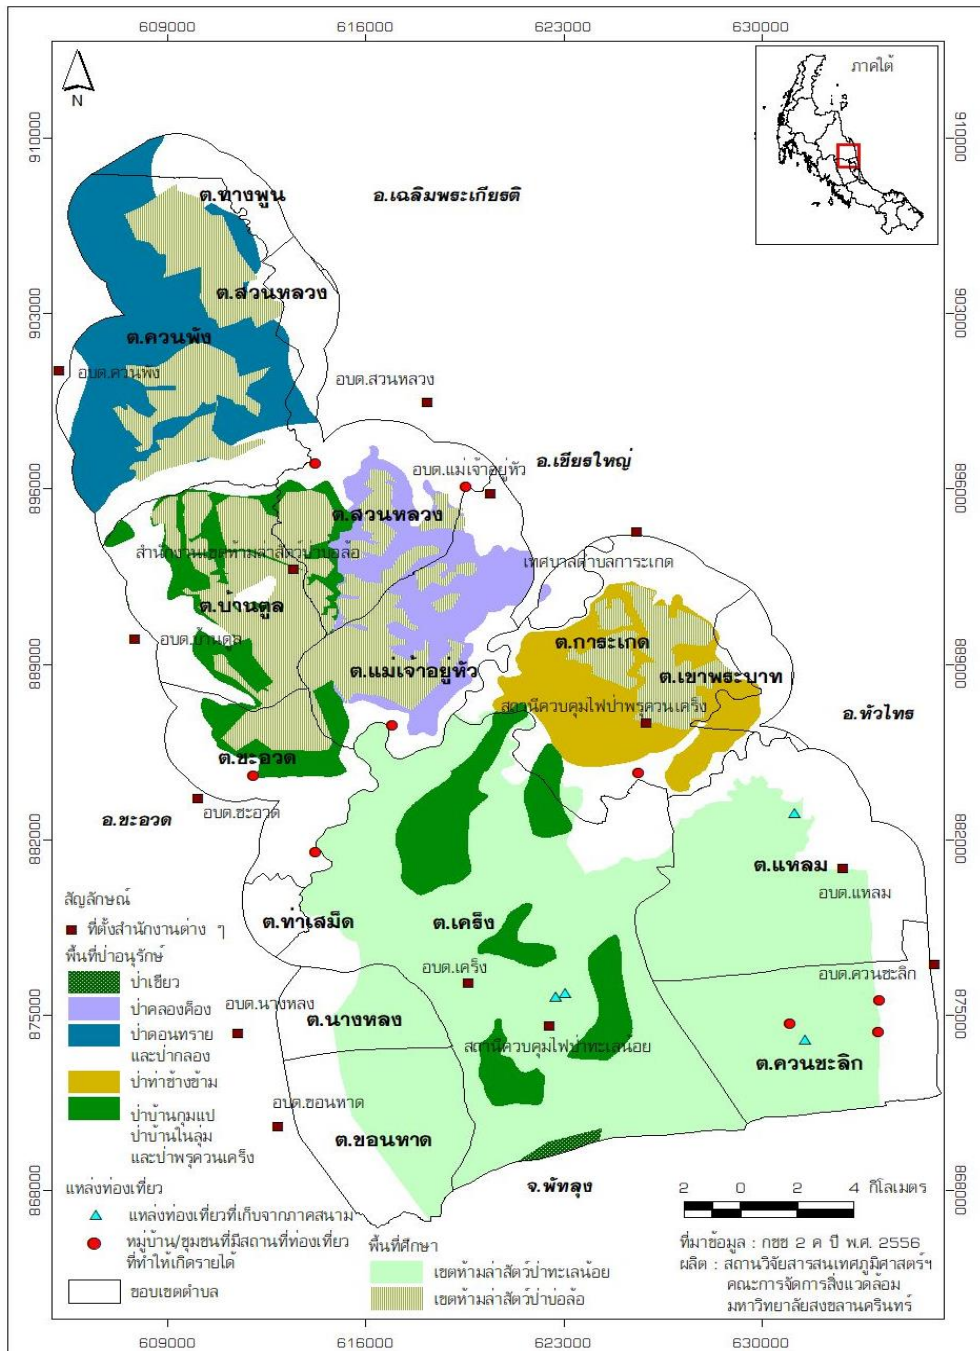 609000 616000 623000 630000
910000
903000
896000
889000
882000
875000
868000
910000
903000
896000
889000
882000
875000
868000
N
ภาคใต้
ต.ทางพูน
อ.เฉลิมพระเกียรติ
ต.สวนหลวง
ต.ควนพัง
อบต.ควนพัง
อบต.สวนหลวง
อบต.แม่เจ้าอยู่หัว
อ.เชียรใหญ่
ต.สวนหลวง
สำนักงานเขตห้ามล่าสัตว์ป่าบ่อล้อ
เทศบาลตำบลการะเกด
ต.บ้านตูล
อบต.บ้านตูล
ต.การะเกด
ต.แม่เจ้าอยู่หัว
ต.เขาพระบาท
สถานีควบคุมไฟป่าพรุควนเคร็ง
อ.หัวไทร
ต.ชะอวด
อบต.ชะอวด
อ.ชะอวด
ต.แหลม
อบต.แหลม
ต.ท่าเสม็ด
ต.เคร็ง
อบต.เคร็ง
อบต.ควนชะลิก
อบต.นางหลง
ต.นางหลง
สถานีควบคุมไฟป่าทะเลน้อย
ต.ควนชะลิก
อบต.ขอนหาด
ต.ขอนหาด
จ.พัทลุง
สัญลักษณ์
ที่ตั้งสำนักงานต่าง ๆ
พื้นที่ป่าอนุรักษ์
ป่าเขียว
ป่าคลองค็อง
ป่าดอนทราย
และป่ากลอง
ป่าท่าช้างข้าม
ป่าบ้านกุมแป
ป่าบ้านในลุ่ม
และป่าพรุควนเคร็ง
แหล่งท่องเที่ยว
แหล่งท่องเที่ยวที่เก็บจากภาคสนาม
หมู่บ้าน/ชุมชนที่มีสถานที่ท่องเที่ยว
ที่ทำให้เกิดรายได้
ขอบเขตตำบล
พื้นที่ศึกษา
เขตห้ามล่าสัตว์ป่าทะเลน้อย
เขตห้ามล่าสัตว์ป่าบ่อล้อ
2 0 2 4 กิโลเมตร
ที่มาข้อมูล : กชช 2 ค ปี พ.ศ. 2556
ผลิต : สถานวิจัยสารสนเทศภูมิศาสตร์ฯ
คณะการจัดการสิ่งแวดล้อม
มหาวิทยาลัยสงขลานครินทร์
609000 616000 623000 630000